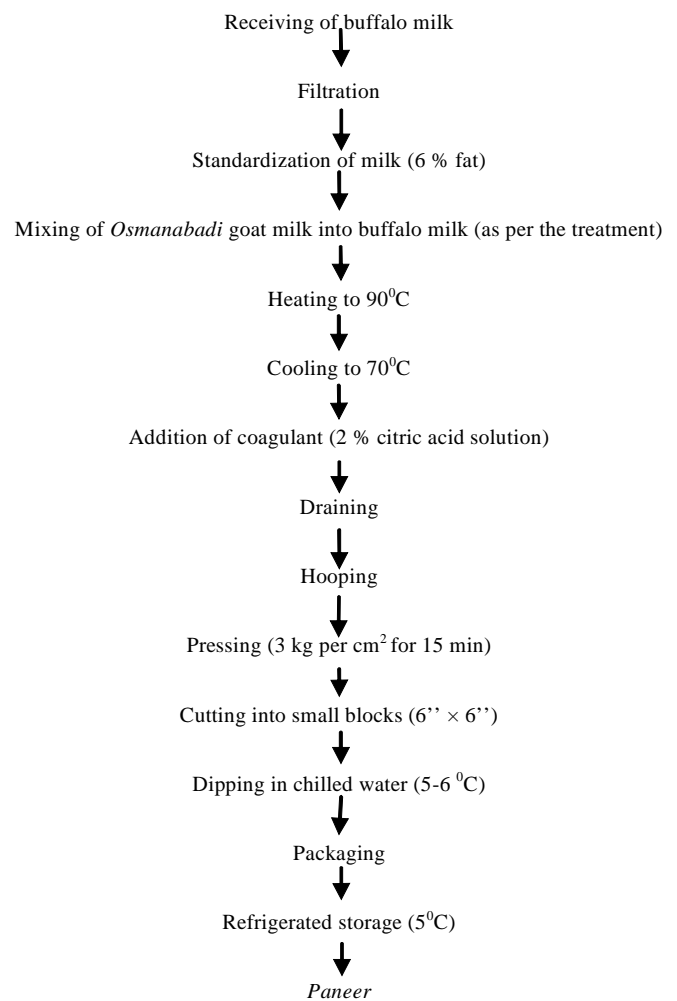 Receiving of buffalo milk
Filtration
Standardization of milk (6 % fat)
Mixing of Osmanabadi goat milk into buffalo milk (as per the treatment)
Heating to 90⁰C
Cooling to 70⁰C
Addition of coagulant (2 % citric acid solution)
Draining
Hooping
Pressing (3 kg per cm² for 15 min)
Cutting into small blocks (6’’ × 6’’)
Dipping in chilled water (5-6 ⁰C)
Packaging
Refrigerated storage (5⁰C)
Paneer